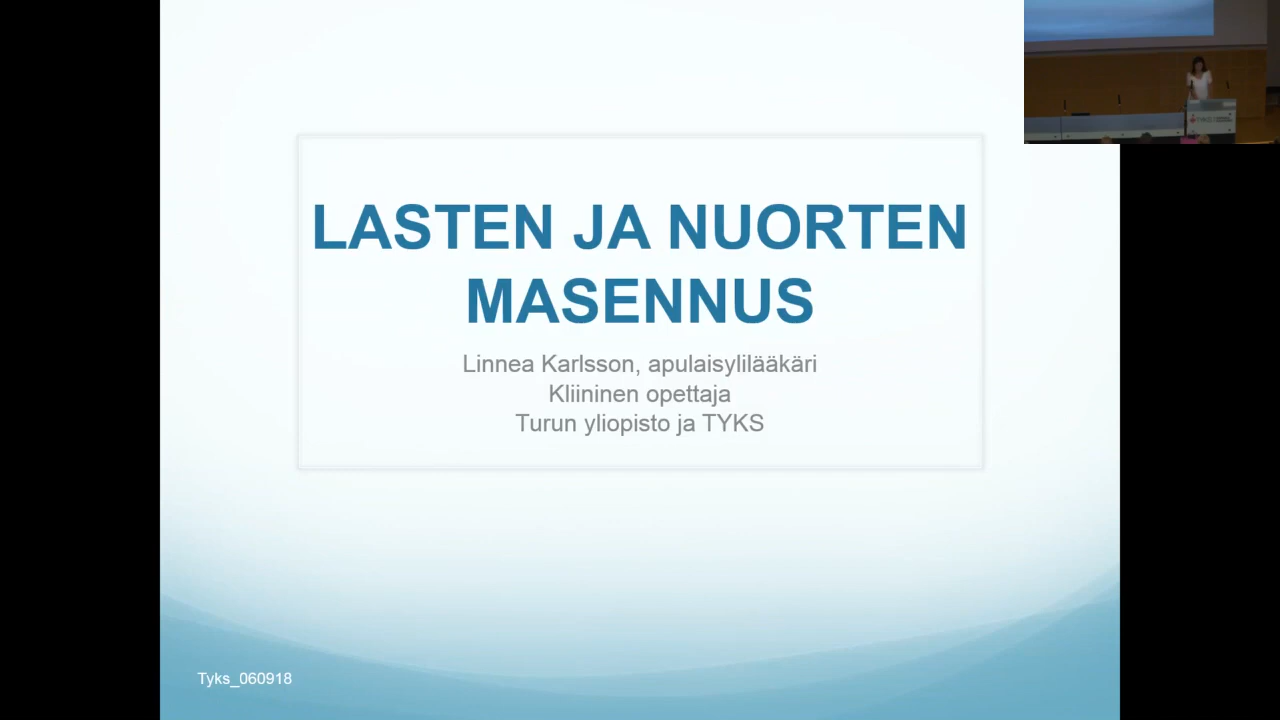 LASTEN JA NUORTEN
MASENNUS
Linnea Karlsson, apulaisylilääkäri
Kliininen opettaja
Turun yliopisto ja TYKS
Tyks_060918